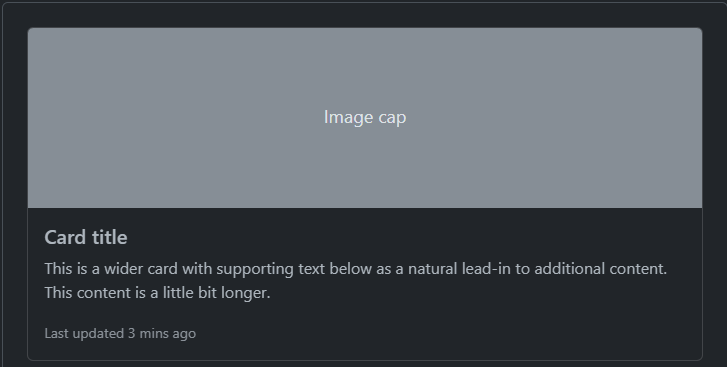 Image cap
Card title
This is a wider card with supporting text below as a natural lead-in to additional content.
This content is a little bit longer.
Last updated 3 mins ago